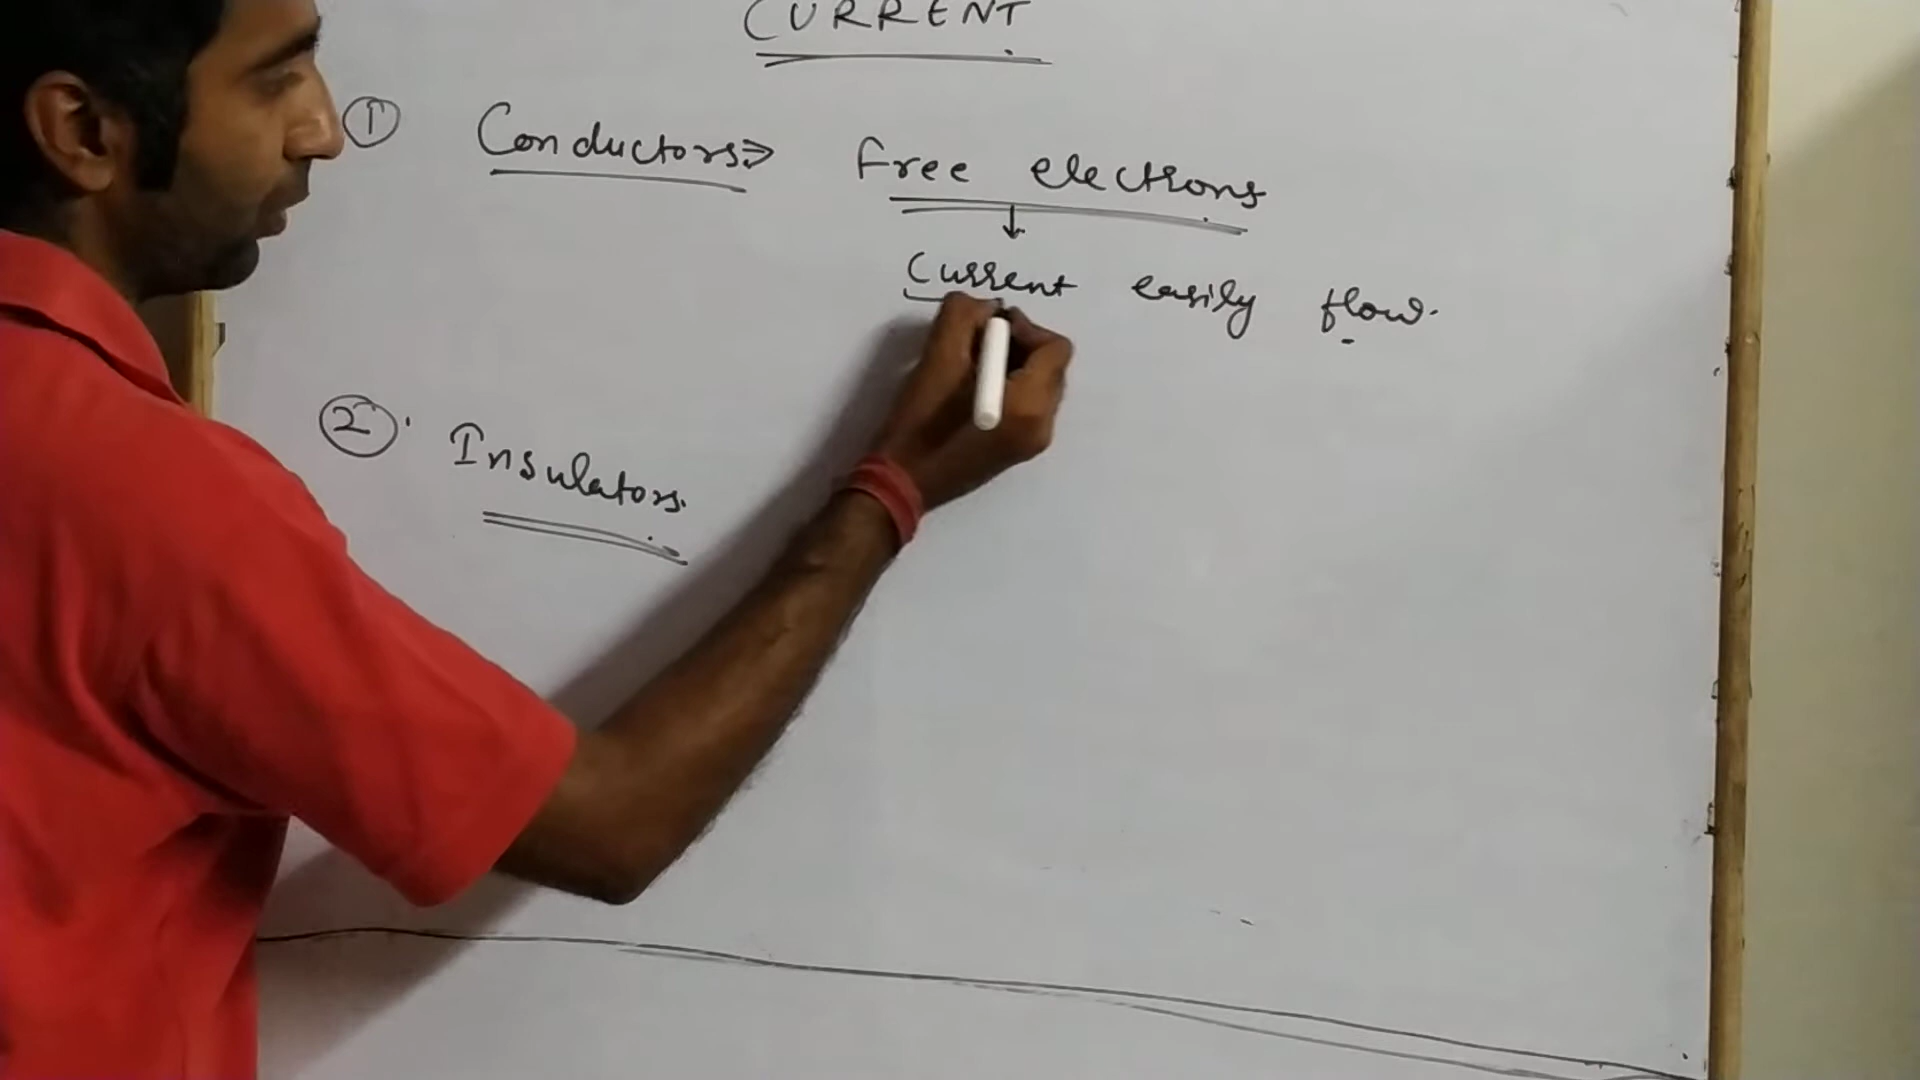 CURRENT
① Conductors⇒ Free electrons
↓
Current easily flow.
②. Insulators.